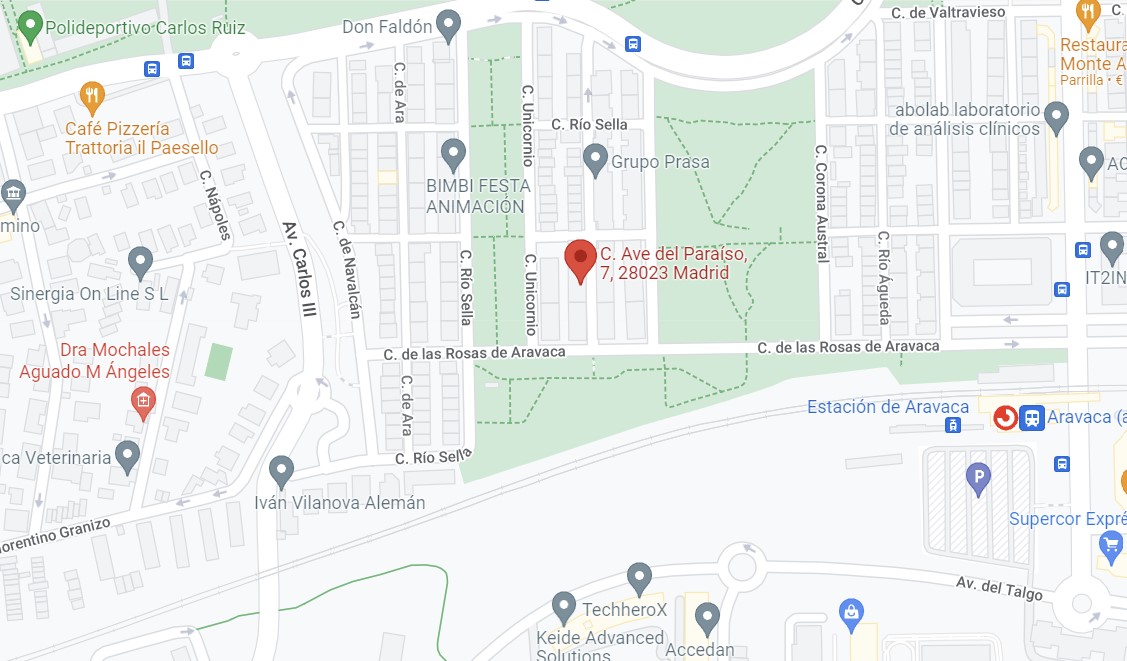 C. de Valtravieso
C.
Polideportivo Carlos Ruiz
Don Faldón
Restaura
Monte A
Parrilla • €
C. de Ara
C. Unicornio
abolab laboratorio
de análisis clínicos
Café Pizzería
Trattoria il Paesello
C. Río Sella
Grupo Prasa
AC
BIMBI FESTA
ANIMACIÓN
C. Nápoles
C. Corona Austral
mino
Av. Carlos III
C. de Navalcán
C. Río Sella
C. Unicornio
C. Ave del Paraíso,
7, 28023 Madrid
C. Río Águeda
IT2IN
Sinergia On Line S L
Dra Mochales
Aguado M Ángeles
C. de las Rosas de Aravaca
C. de las Rosas de Aravaca
C. de Ara
Estación de Aravaca
Aravaca (a
ca Veterinaria
C. Río Sella
P
Iván Vilanova Alemán
Supercor Expré
lorentino Granizo
Av. del Talgo
TechheroX
Keide Advanced
Solutions
Accedan